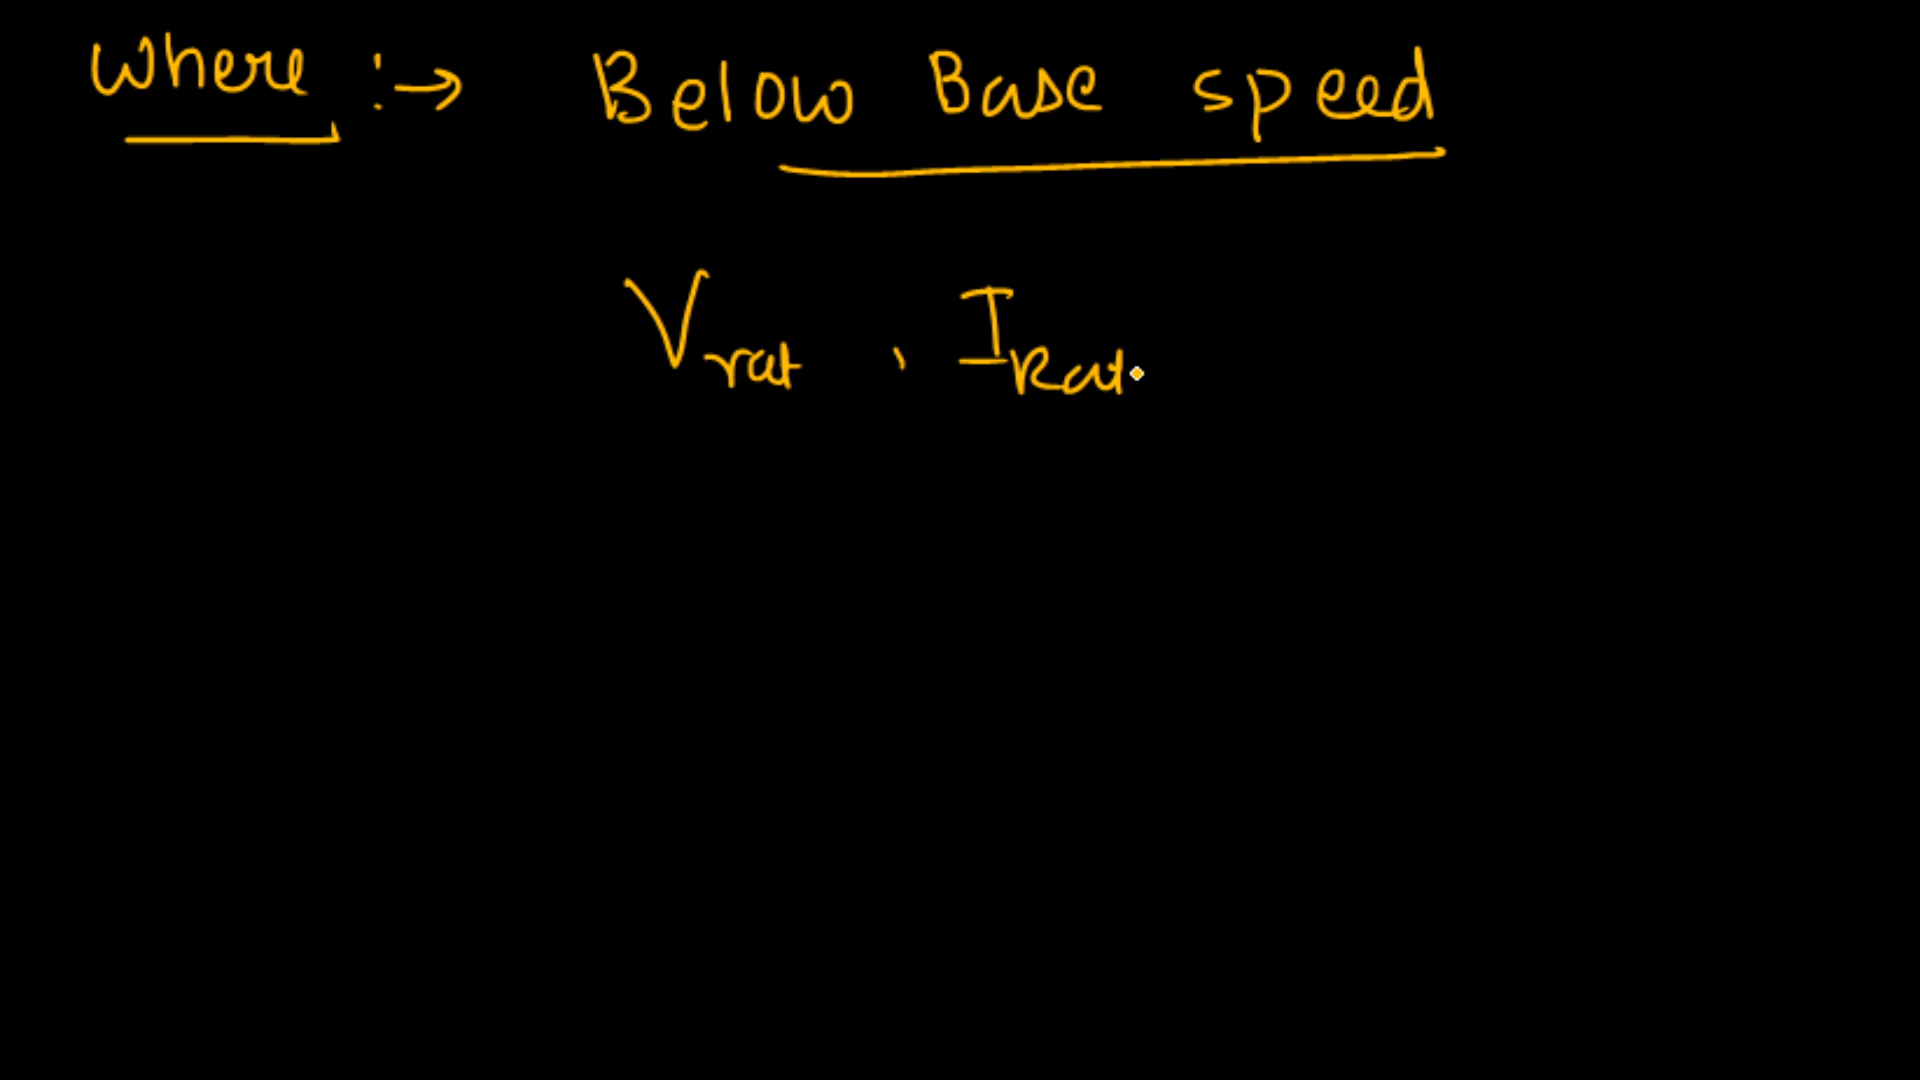 Where :→ Below Base speed
Vrat , IRat